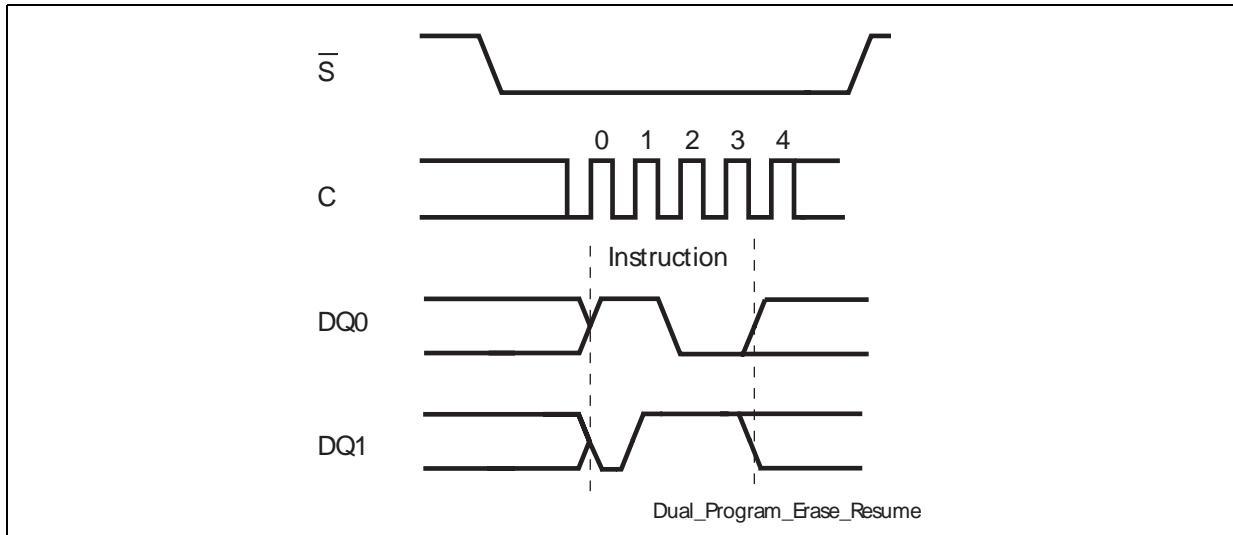 S
0 1 2 3 4
C
Instruction
DQ0
DQ1
Dual_Program_Erase_Resume